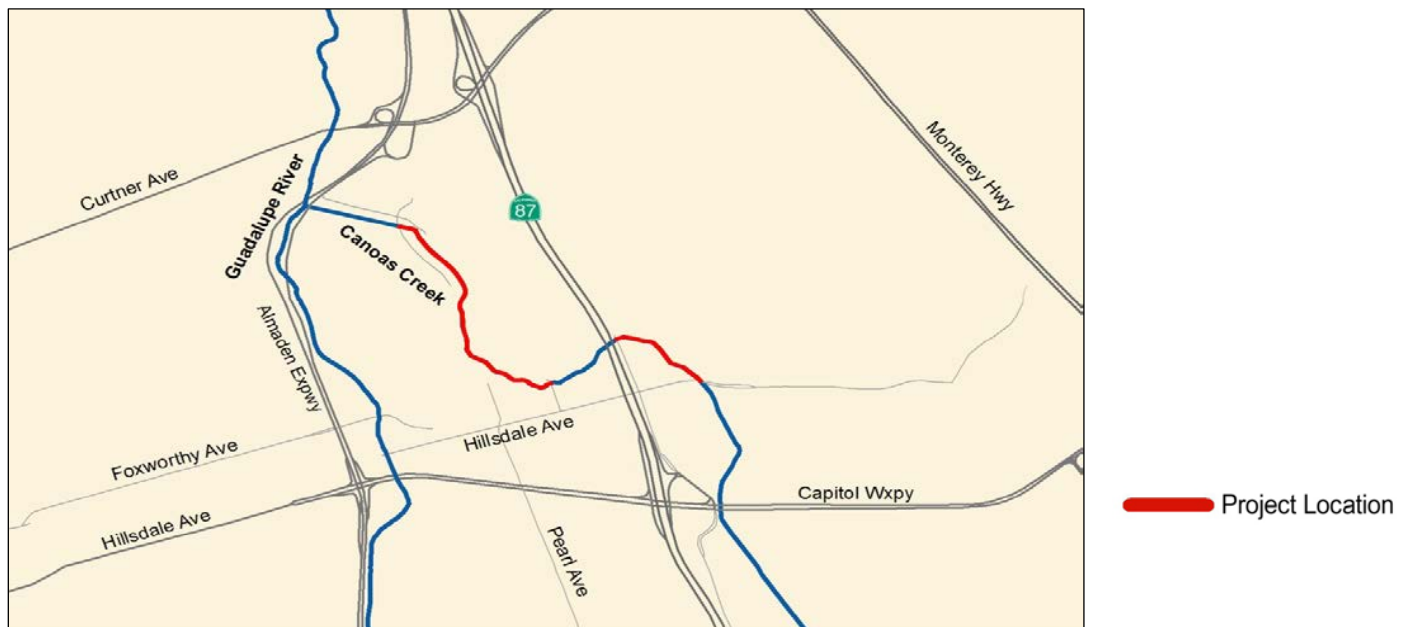 Monterey Hwy
Curtner Ave
Guadalupe River
87
Canoas Creek
Almaden Expwy
Hillsdale Ave
Foxworthy Ave
Capitol Wxpy
Project Location
Hillsdale Ave
Pearl Ave